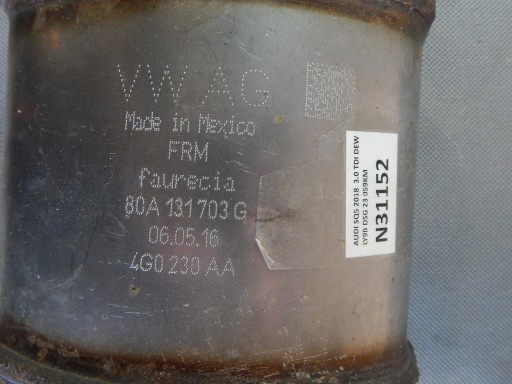 VW AG
Made in Mexico
FRM
faurecia
80A 131 703 G
06.05.16
4G0 230 AA
AUDI SQ5 2018 3.0 TDI DEW
LY9B DSG 23 059KM
N31152